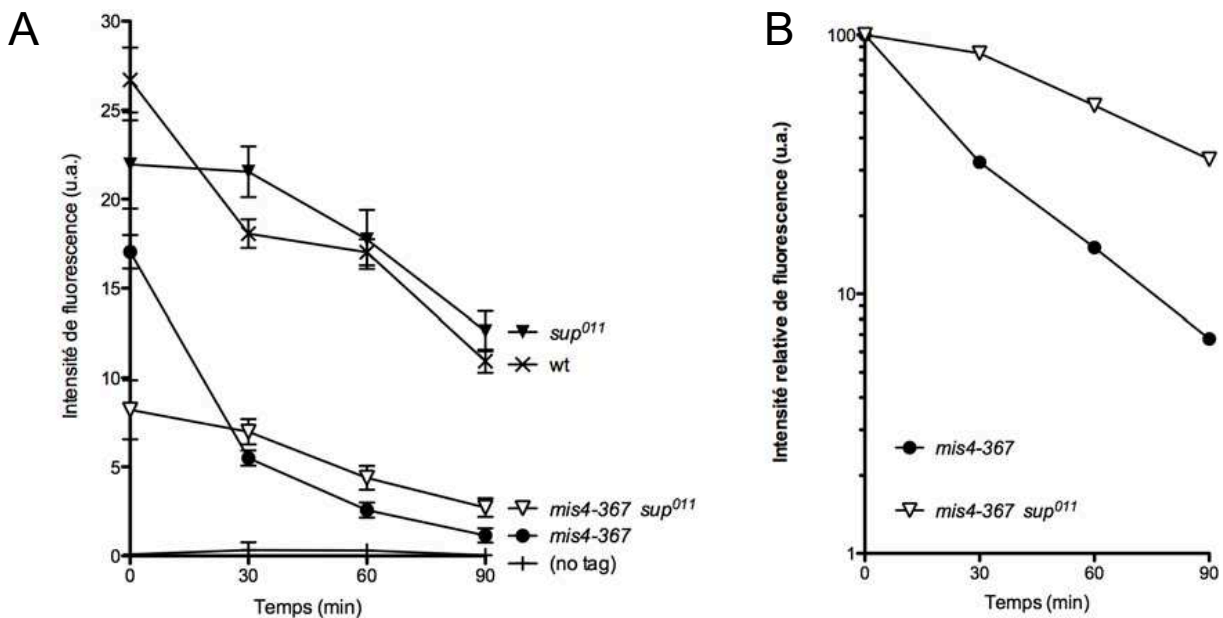 A
Intensité de fluorescence (u.a.)
30
25
20
15
10
5
0
0 30 60 90
Temps (min)
sup⁰¹¹
wt
mis4-367 sup⁰¹¹
mis4-367
(no tag)
B
Intensité relative de fluorescence (u.a.)
100
10
1
0 30 60 90
Temps (min)
mis4-367
mis4-367 sup⁰¹¹